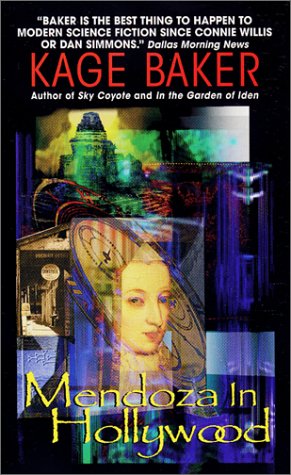 "BAKER IS THE BEST THING TO HAPPEN TO
MODERN SCIENCE FICTION SINCE CONNIE WILLIS
OR DAN SIMMONS." Dallas Morning News
KAGE BAKER
Author of Sky Coyote and In the Garden of Iden
Mendoza In
Hollywood